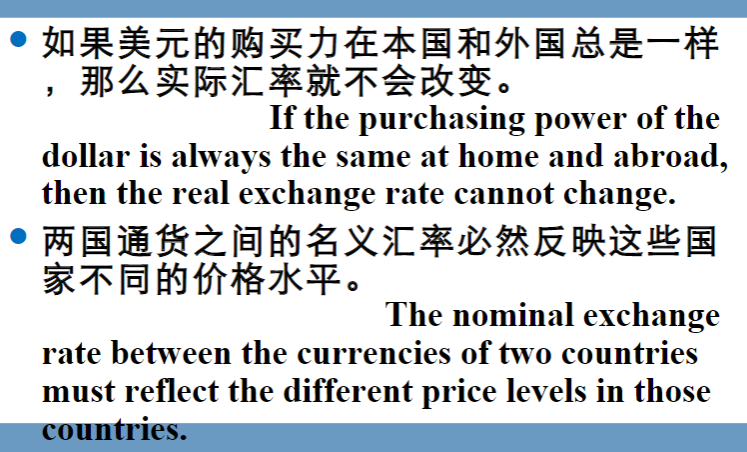 如果美元的购买力在本国和外国总是一样
，那么实际汇率就不会改变。
If the purchasing power of the
dollar is always the same at home and abroad,
then the real exchange rate cannot change.
两国通货之间的名义汇率必然反映这些国
家不同的价格水平。
The nominal exchange
rate between the currencies of two countries
must reflect the different price levels in those
countries.